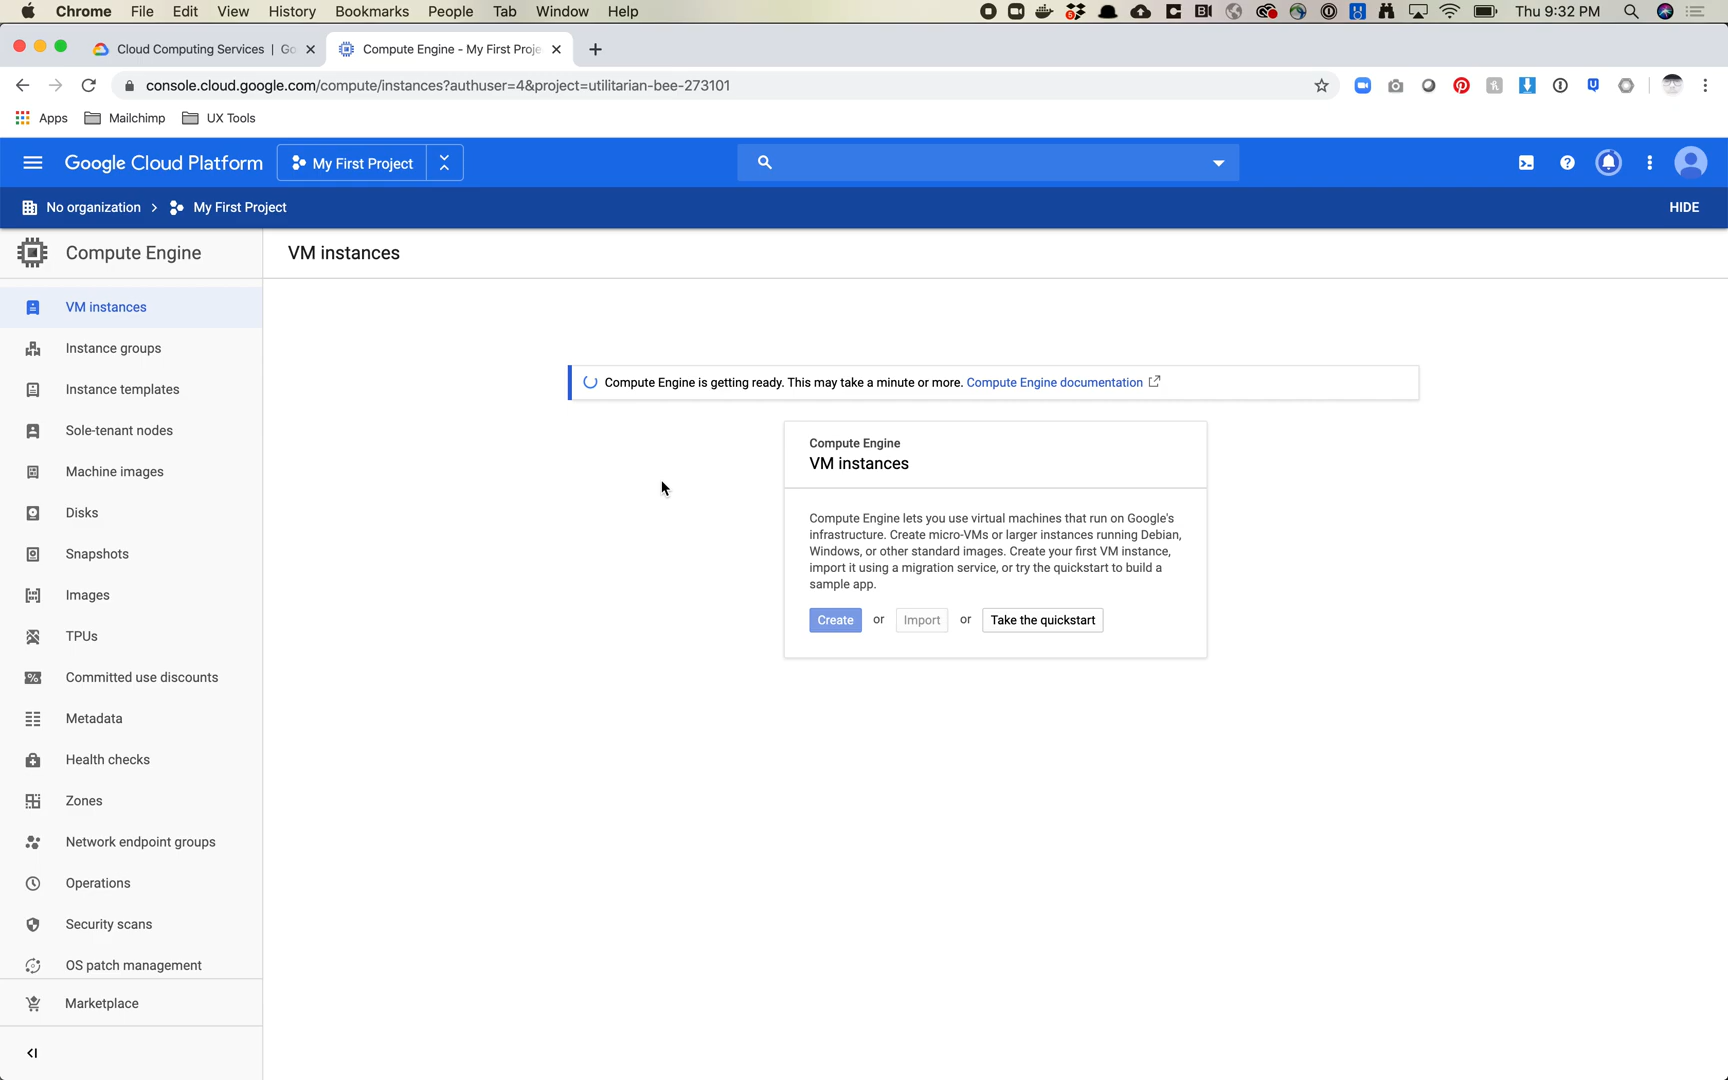 Chrome File Edit View History Bookmarks People Tab Window Help
Thu 9:32 PM
Cloud Computing Services | Go
Compute Engine - My First Proje
console.cloud.google.com/compute/instances?authuser=4&project=utilitarian-bee-273101
Apps Mailchimp UX Tools
Google Cloud Platform
My First Project
No organization > My First Project
HIDE
Compute Engine
VM instances
VM instances
Instance groups
Instance templates
Sole-tenant nodes
Machine images
Disks
Snapshots
Images
TPUs
Committed use discounts
Metadata
Health checks
Zones
Network endpoint groups
Operations
Security scans
OS patch management
Marketplace
Compute Engine is getting ready. This may take a minute or more. Compute Engine documentation
Compute Engine
VM instances
Compute Engine lets you use virtual machines that run on Google's
infrastructure. Create micro-VMs or larger instances running Debian,
Windows, or other standard images. Create your first VM instance,
import it using a migration service, or try the quickstart to build a
sample app.
Create or Import or Take the quickstart